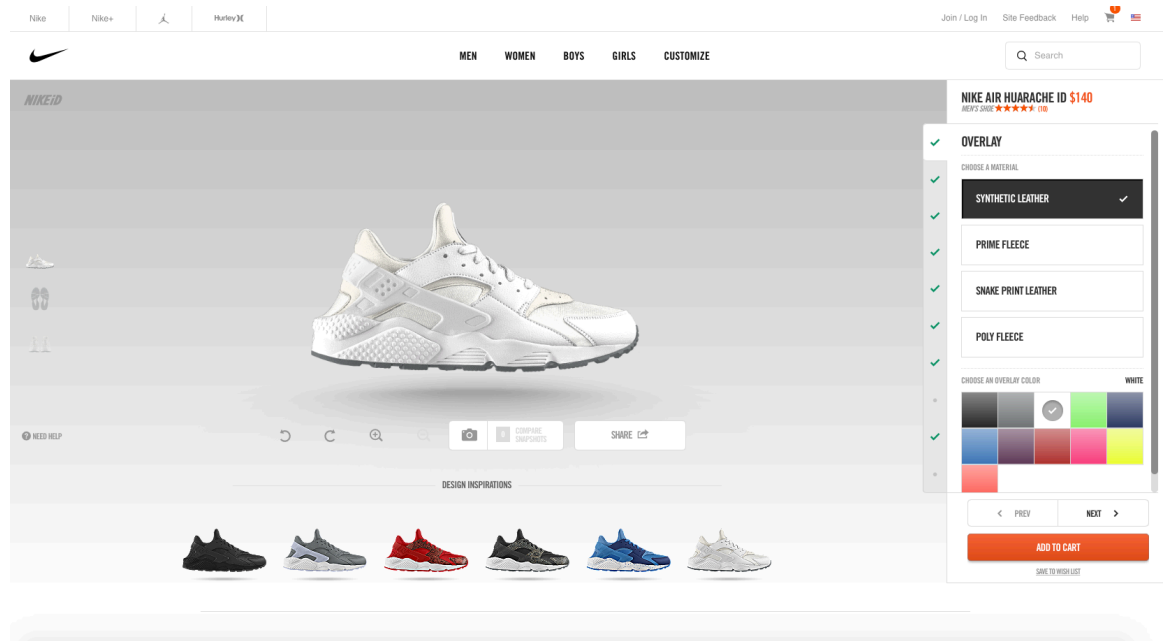 Nike Nike+ Hurley Join / Log In Site Feedback Help 1
MEN WOMEN BOYS GIRLS CUSTOMIZE Search
NIKEiD
NIKE AIR HUARACHE ID $140
MEN'S SHOE (10)
OVERLAY
CHOOSE A MATERIAL
SYNTHETIC LEATHER
PRIME FLEECE
SNAKE PRINT LEATHER
POLY FLEECE
CHOOSE AN OVERLAY COLOR WHITE
? NEED HELP
0 COMPARE SNAPSHOTS
SHARE
DESIGN INSPIRATIONS
PREV NEXT
ADD TO CART
SAVE TO WISH LIST